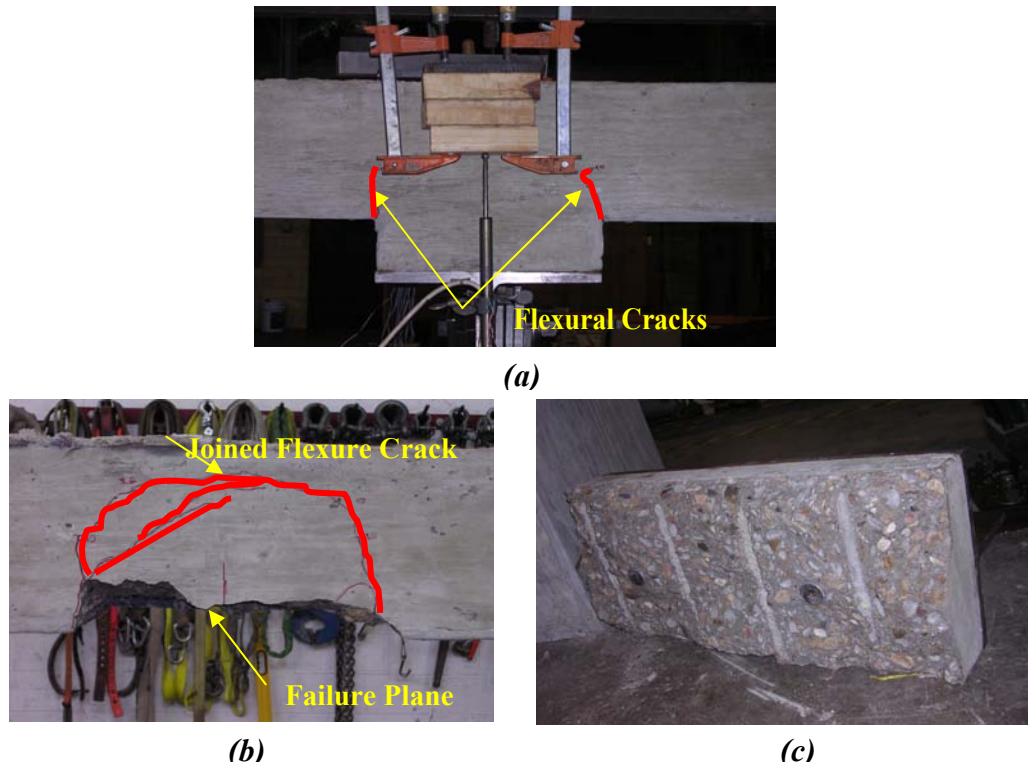 Flexural Cracks
(a)
Joined Flexure Crack
Failure Plane
(b)
(c)